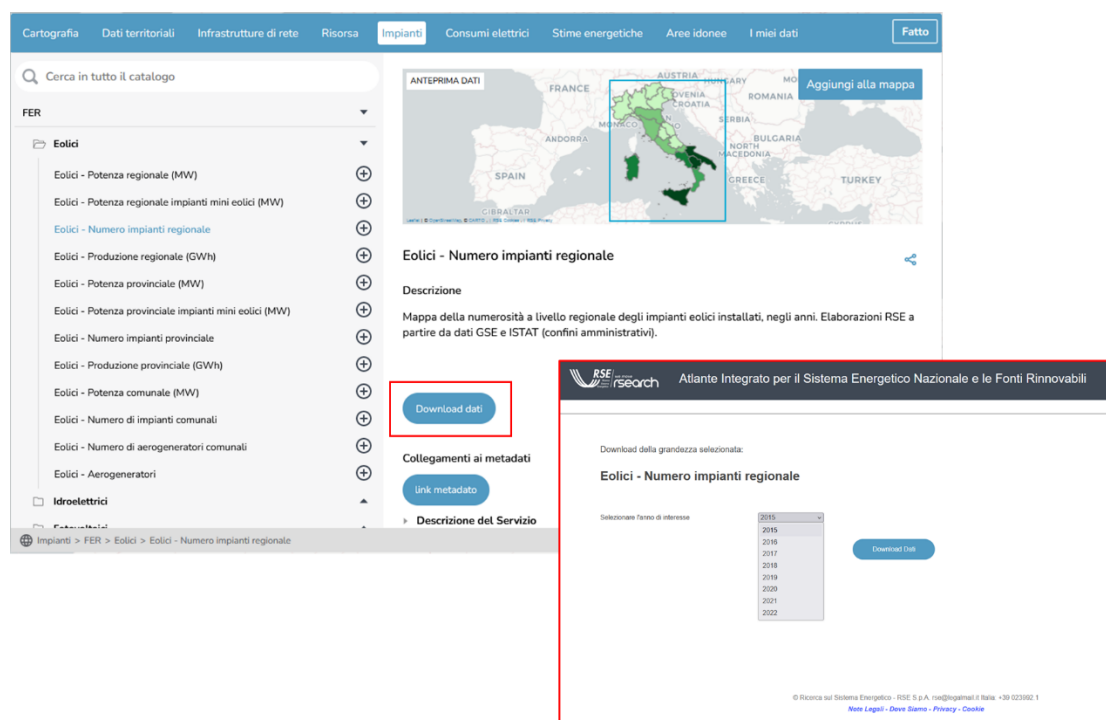 Cartografia Dati territoriali Infrastrutture di rete Risorsa Impianti Consumi elettrici Stime energetiche Aree idonee I miei dati Fatto
Cerca in tutto il catalogo
FER
Eolici
Eolici - Potenza regionale (MW)
Eolici - Potenza regionale impianti mini eolici (MW)
Eolici - Numero impianti regionale
Eolici - Produzione regionale (GWh)
Eolici - Potenza provinciale (MW)
Eolici - Potenza provinciale impianti mini eolici (MW)
Eolici - Numero impianti provinciale
Eolici - Produzione provinciale (GWh)
Eolici - Potenza comunale (MW)
Eolici - Numero di impianti comunali
Eolici - Numero di aerogeneratori comunali
Eolici - Aerogeneratori
Idroelettrici
Impianti > FER > Eolici > Eolici - Numero impianti regionale
ANTEPRIMA DATI
Aggiungi alla mappa
FRANCE
AUSTRIA
HUNGARY
MO
SLOVENIA
CROATIA
ROMANIA
MONACO
SERBIA
ANDORRA
BULGARIA
NORTH
MACEDONIA
SPAIN
GREECE
TURKEY
GIBRALTAR
Eolici - Numero impianti regionale
Descrizione
Mappa della numerosità a livello regionale degli impianti eolici installati, negli anni. Elaborazioni RSE a
partire da dati GSE e ISTAT (confini amministrativi).
Download dati
Collegamenti ai metadati
link metadato
Descrizione del Servizio
RSE
rsearch
Atlante Integrato per il Sistema Energetico Nazionale e le Fonti Rinnovabili
Download della grandezza selezionata:
Eolici - Numero impianti regionale
Selezionare l'anno di interesse
2015
2015
2016
2017
2018
2019
2020
2021
2022
Download Dati
© Ricerca sul Sistema Energetico - RSE S.p.A. rse@legalmail.it Italia. +39 023992.1
Note Legali - Dove Siamo - Privacy - Cookie